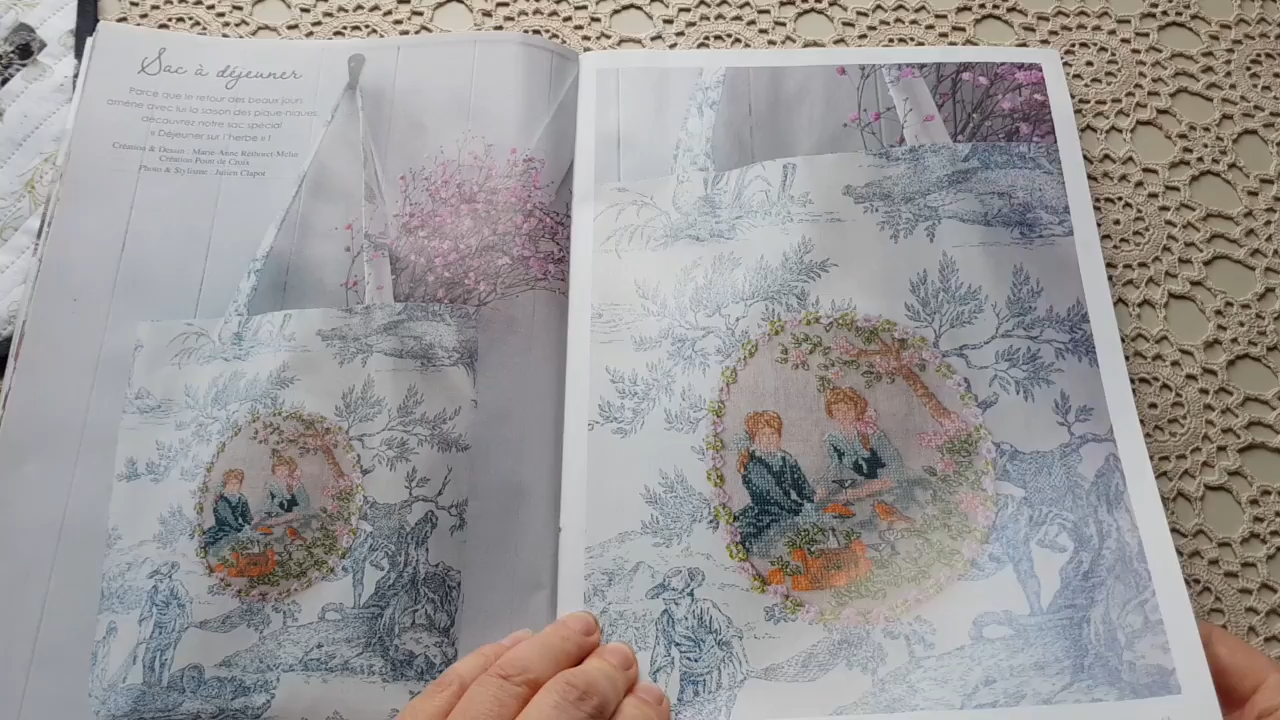 Sac à déjeuner
Parce que le retour des beaux jours
amène avec lui la saison des pique-niques,
découvrez notre sac spécial
« Déjeuner sur l'herbe » !
Création & Dessin : Marie-Anne Réthoret-Mélin
Création Point de Croix
Photo & Stylisme : Julien Clapot